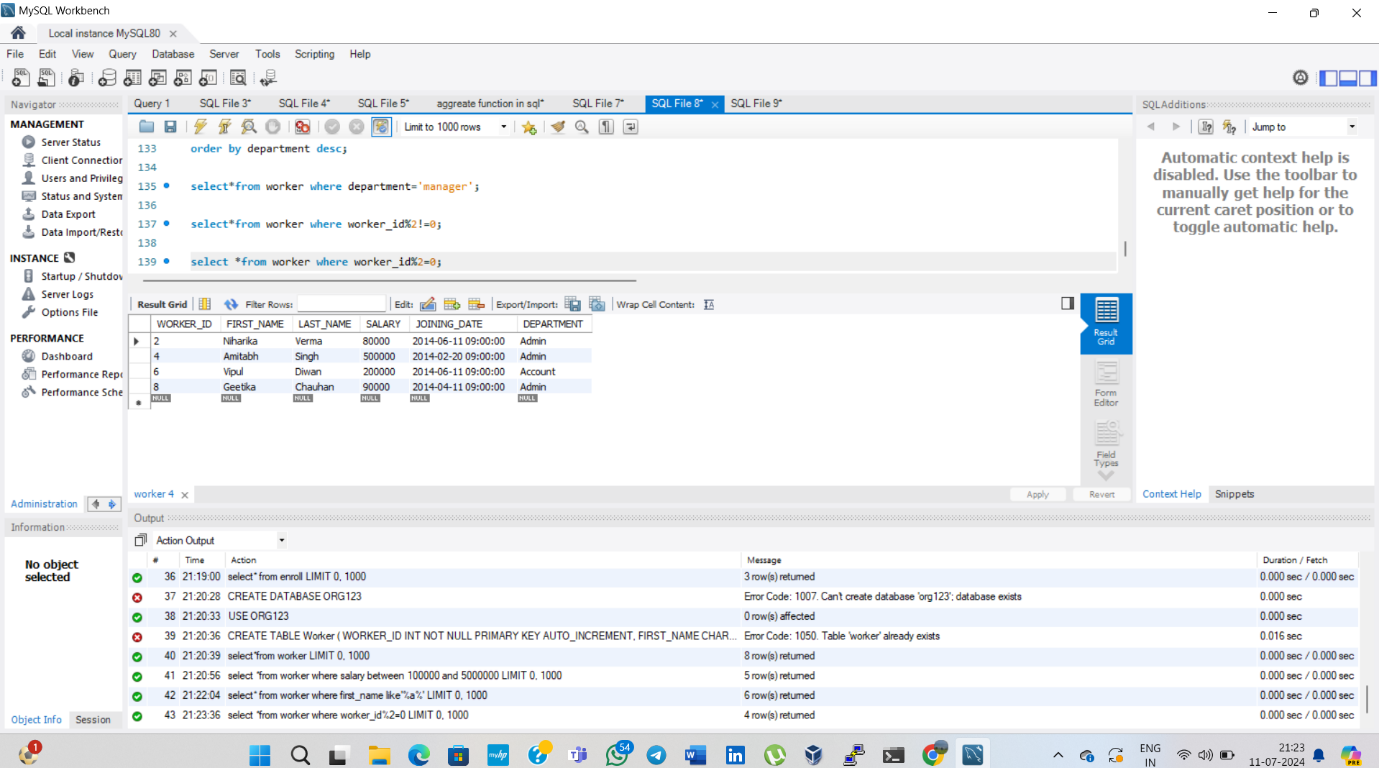 MySQL Workbench
Local instance MySQL80
File Edit View Query Database Server Tools Scripting Help
Navigator
MANAGEMENT
Server Status
Client Connection
Users and Privileg
Status and System
Data Export
Data Import/Resto
INSTANCE
Startup / Shutdov
Server Logs
Options File
PERFORMANCE
Dashboard
Performance Repo
Performance Sche
Administration
Information
No object
selected
Object Info Session
Query 1 SQL File 3* SQL File 4* SQL File 5* aggreate function in sql* SQL File 7* SQL File 8* SQL File 9*
Limit to 1000 rows
133 order by department desc;
134
135 select*from worker where department='manager';
136
137 select*from worker where worker_id%2!=0;
138
139 select *from worker where worker_id%2=0;
Result Grid Filter Rows: Edit: Export/Import: Wrap Cell Content:
WORKER_ID FIRST_NAME LAST_NAME SALARY JOINING_DATE DEPARTMENT
2 Niharika Verma 80000 2014-06-11 09:00:00 Admin
4 Amitabh Singh 500000 2014-02-20 09:00:00 Admin
6 Vipul Diwan 200000 2014-06-11 09:00:00 Account
8 Geetika Chauhan 90000 2014-04-11 09:00:00 Admin
NULL NULL NULL NULL NULL NULL
Result
Grid
Form
Editor
Field
Types
worker 4
Apply Revert
SQLAdditions
Jump to
Automatic context help is
disabled. Use the toolbar to
manually get help for the
current caret position or to
toggle automatic help.
Context Help Snippets
Output
Action Output
# Time Action Message Duration / Fetch
36 21:19:00 select* from enroll LIMIT 0, 1000 3 row(s) returned 0.000 sec / 0.000 sec
37 21:20:28 CREATE DATABASE ORG123 Error Code: 1007. Can't create database 'org123'; database exists 0.000 sec
38 21:20:33 USE ORG123 0 row(s) affected 0.000 sec
39 21:20:36 CREATE TABLE Worker ( WORKER_ID INT NOT NULL PRIMARY KEY AUTO_INCREMENT, FIRST_NAME CHAR... Error Code: 1050. Table 'worker' already exists 0.016 sec
40 21:20:39 select*from worker LIMIT 0, 1000 8 row(s) returned 0.000 sec / 0.000 sec
41 21:20:56 select *from worker where salary between 100000 and 5000000 LIMIT 0, 1000 5 row(s) returned 0.000 sec / 0.000 sec
42 21:22:04 select* from worker where first_name like'%a%' LIMIT 0, 1000 6 row(s) returned 0.000 sec / 0.000 sec
43 21:23:36 select *from worker where worker_id%2=0 LIMIT 0, 1000 4 row(s) returned 0.000 sec / 0.000 sec
1
myhp
54
ENG
IN
21:23
11-07-2024
PRE